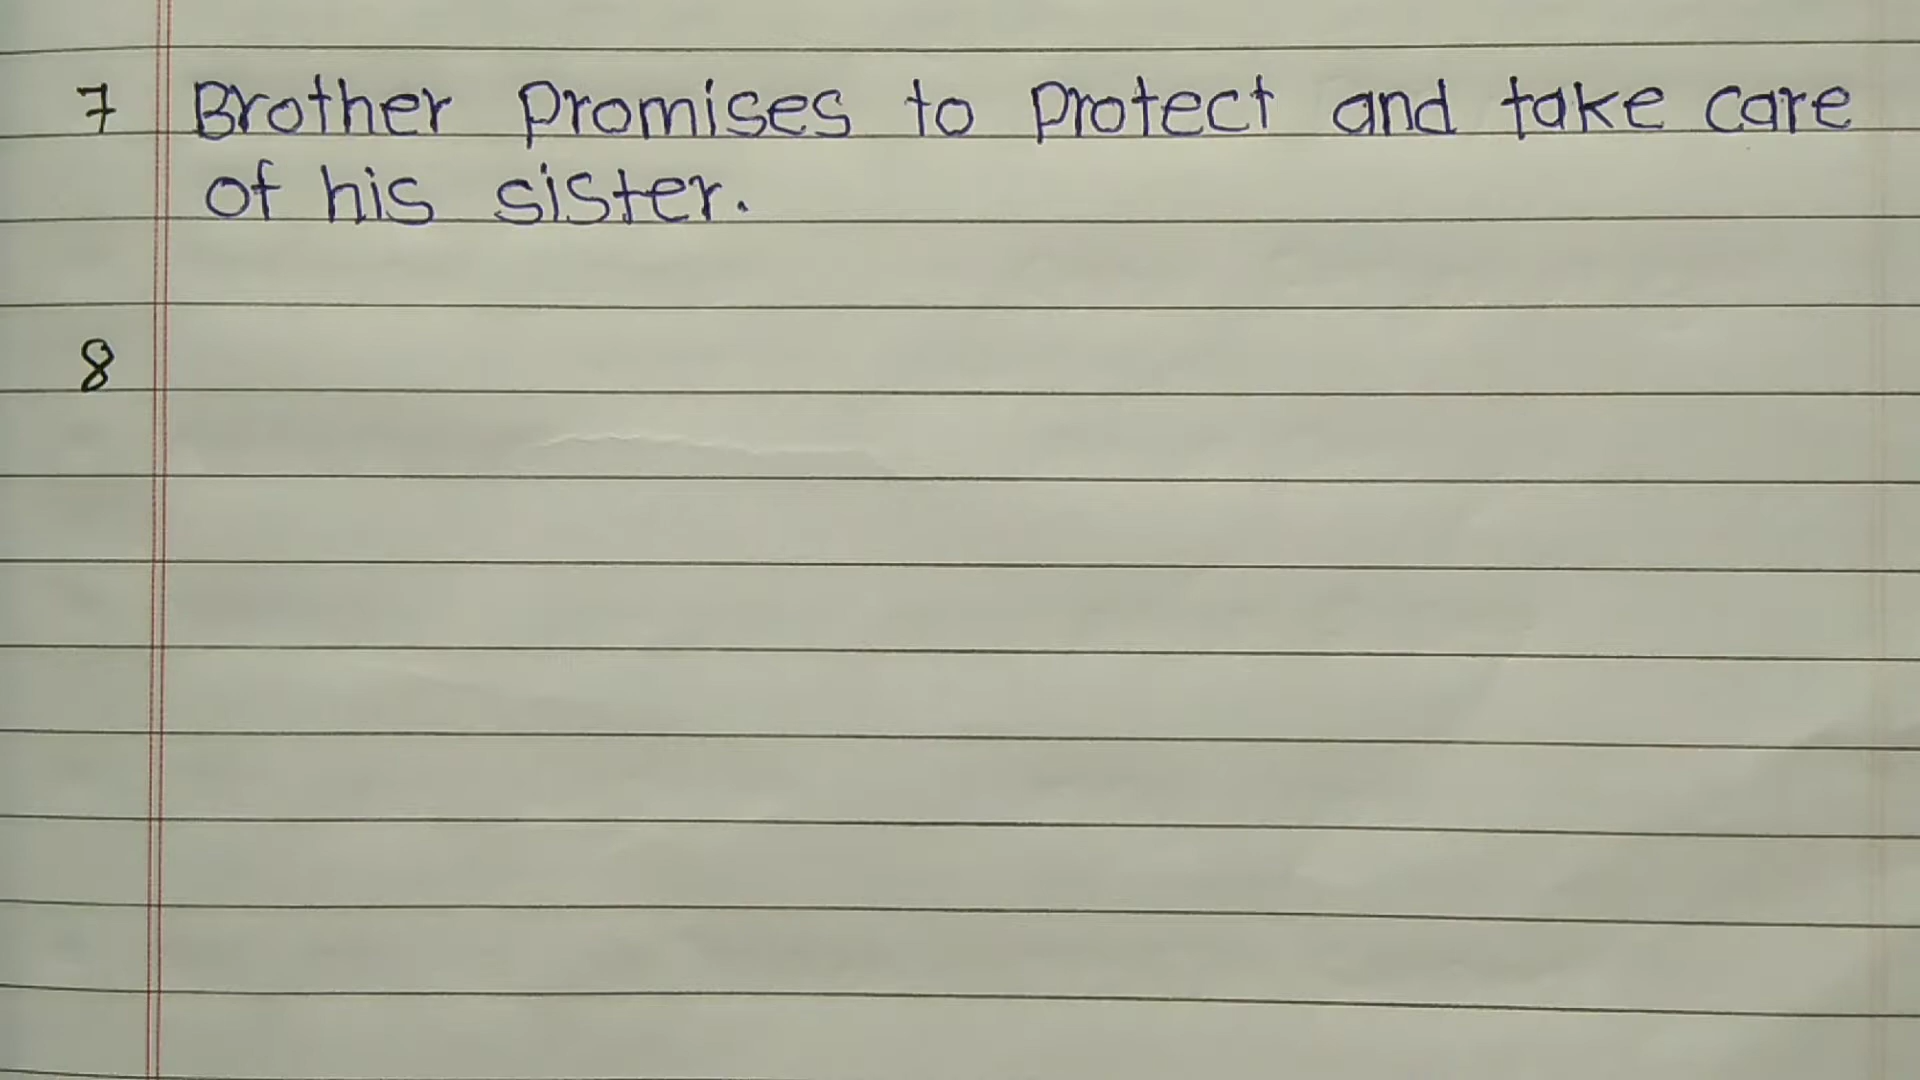 7 Brother promises to protect and take care
of his sister.
8